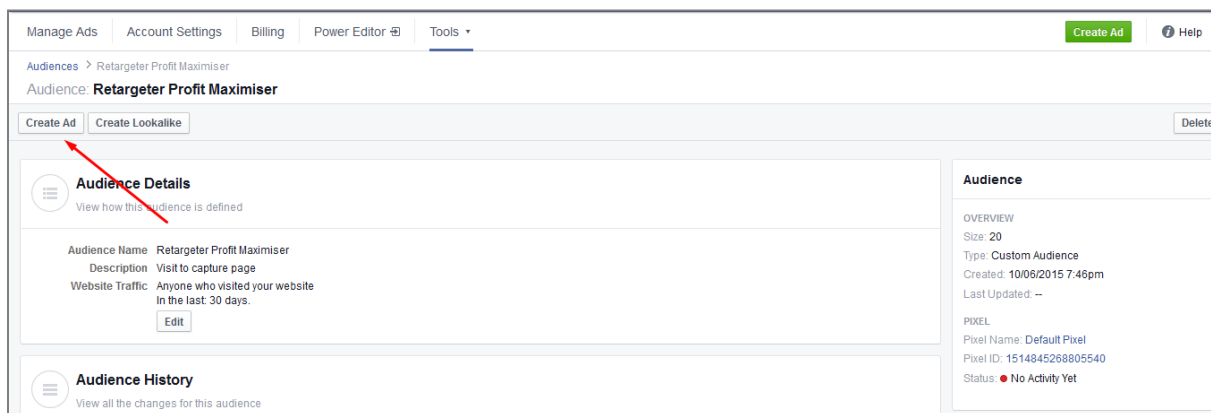 Manage Ads Account Settings Billing Power Editor Tools Create Ad Help
Audiences > Retargeter Profit Maximiser
Audience: Retargeter Profit Maximiser
Create Ad Create Lookalike Delete
Audience Details
View how this audience is defined
Audience Name Retargeter Profit Maximiser
Description Visit to capture page
Website Traffic Anyone who visited your website
In the last: 30 days.
Edit
Audience History
View all the changes for this audience
Audience
OVERVIEW
Size: 20
Type: Custom Audience
Created: 10/06/2015 7:46pm
Last Updated: --
PIXEL
Pixel Name: Default Pixel
Pixel ID: 1514845268805540
Status: No Activity Yet